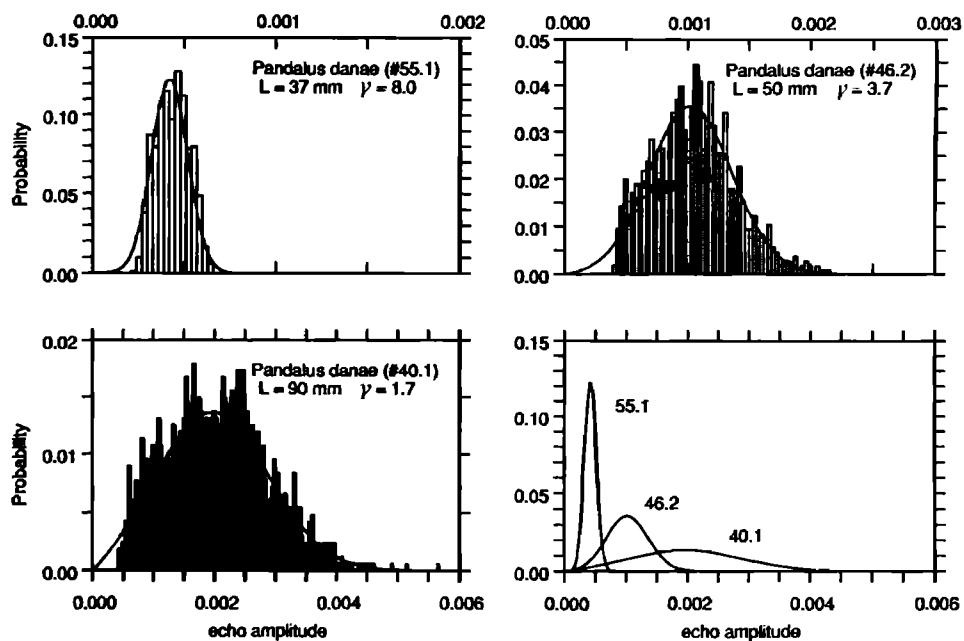 0.000 0.001 0.002
0.15
0.10
0.05
0.00
Probability
Pandalus danae (#55.1)
L = 37 mm γ = 8.0
0.000 0.001 0.002 0.003
0.05
0.04
0.03
0.02
0.01
0.00
Pandalus danae (#46.2)
L = 50 mm γ = 3.7
0.02
0.01
0.00
Probability
Pandalus danae (#40.1)
L = 90 mm γ = 1.7
0.000 0.002 0.004 0.006
echo amplitude
0.15
0.10
0.05
0.00
55.1
46.2
40.1
0.000 0.002 0.004 0.006
echo amplitude